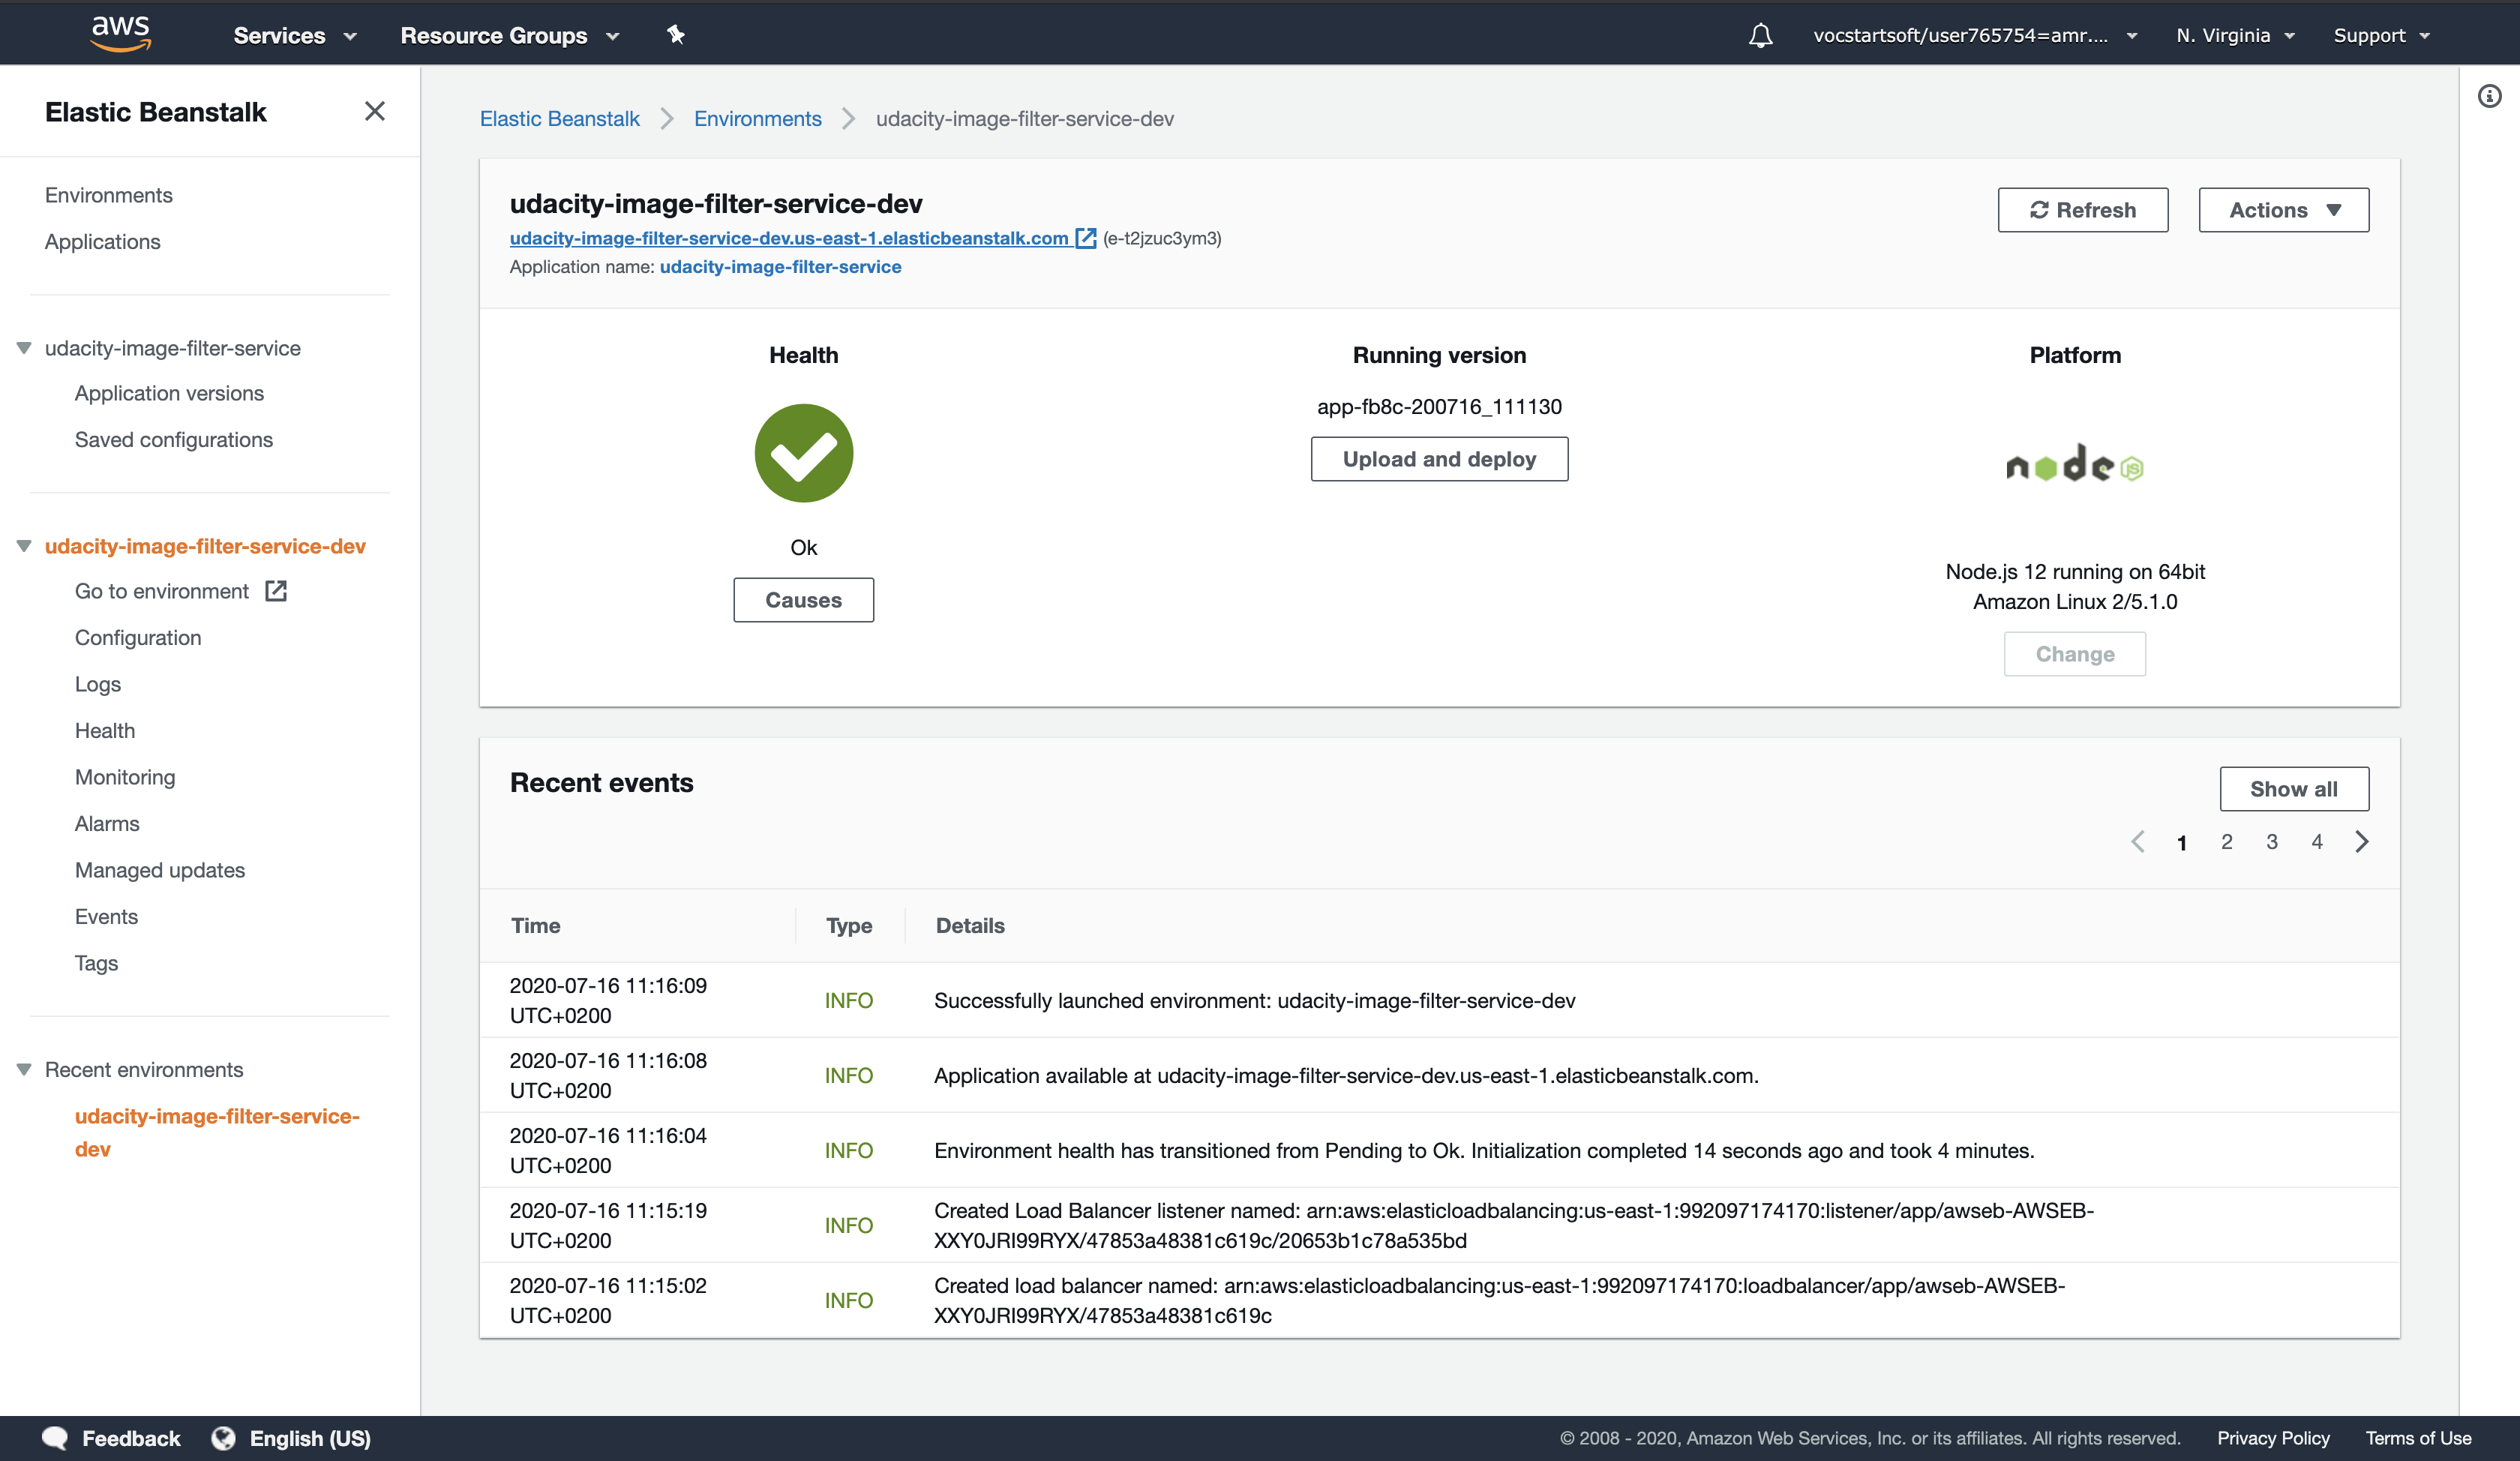 aws
Services
Resource Groups
vocstartsoft/user765754=amr....
N. Virginia
Support
Elastic Beanstalk
Environments
Applications
udacity-image-filter-service
Application versions
Saved configurations
udacity-image-filter-service-dev
Go to environment
Configuration
Logs
Health
Monitoring
Alarms
Managed updates
Events
Tags
Recent environments
udacity-image-filter-service-
dev
Elastic Beanstalk
Environments
udacity-image-filter-service-dev
udacity-image-filter-service-dev
udacity-image-filter-service-dev.us-east-1.elasticbeanstalk.com (e-t2jzuc3ym3)
Application name: udacity-image-filter-service
Refresh
Actions
Health
Ok
Causes
Running version
app-fb8c-200716_111130
Upload and deploy
Platform
node JS
Node.js 12 running on 64bit
Amazon Linux 2/5.1.0
Change
Recent events
Show all
1 2 3 4
Time Type Details
2020-07-16 11:16:09
UTC+0200
INFO
Successfully launched environment: udacity-image-filter-service-dev
2020-07-16 11:16:08
UTC+0200
INFO
Application available at udacity-image-filter-service-dev.us-east-1.elasticbeanstalk.com.
2020-07-16 11:16:04
UTC+0200
INFO
Environment health has transitioned from Pending to Ok. Initialization completed 14 seconds ago and took 4 minutes.
2020-07-16 11:15:19
UTC+0200
INFO
Created Load Balancer listener named: arn:aws:elasticloadbalancing:us-east-1:992097174170:listener/app/awseb-AWSEB-
XXY0JRI99RYX/47853a48381c619c/20653b1c78a535bd
2020-07-16 11:15:02
UTC+0200
INFO
Created load balancer named: arn:aws:elasticloadbalancing:us-east-1:992097174170:loadbalancer/app/awseb-AWSEB-
XXY0JRI99RYX/47853a48381c619c
Feedback
English (US)
© 2008 - 2020, Amazon Web Services, Inc. or its affiliates. All rights reserved.
Privacy Policy
Terms of Use